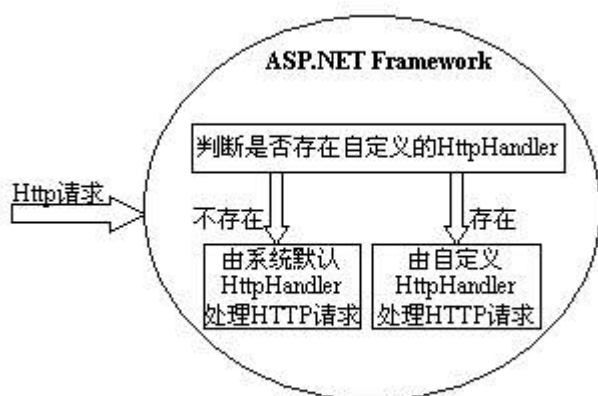 ASP.NET Framework
判断是否存在自定义的HttpHandler
Http请求
不存在
存在
由系统默认
HttpHandler
处理HTTP请求
由自定义
HttpHandler
处理HTTP请求